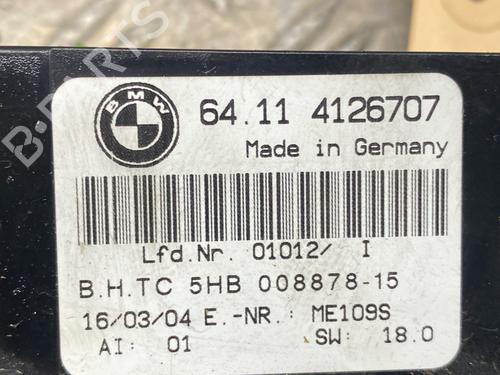 BMW
64.11 4126707
Made in Germany
Lfd.Nr. 01012/ I
B.H.TC 5HB 008878-15
16/03/04 E.-NR.: ME109S
AI: 01 SW: 18.0
B-PARTS